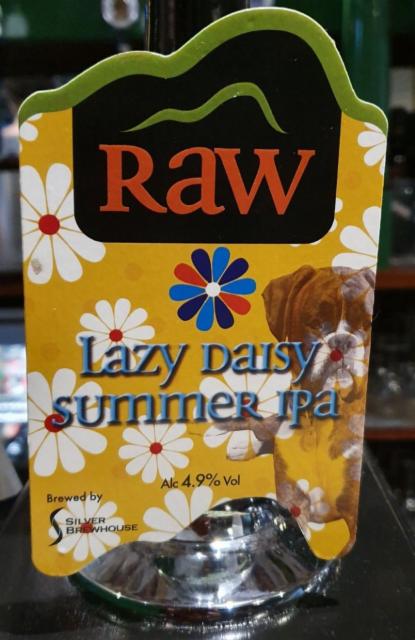 RaW
Lazy Daisy
Summer IPA
Alc 4.9% Vol
Brewed by
SILVER
BREWHOUSE